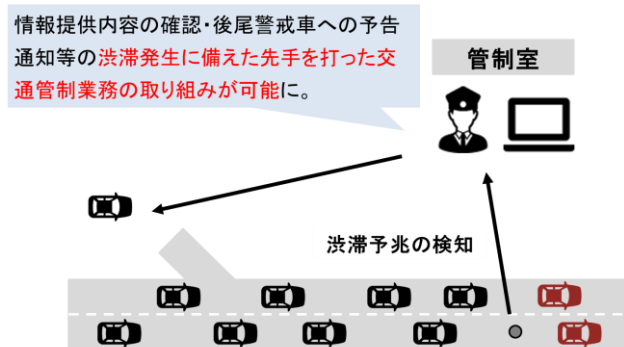 情報提供内容の確認・後尾警戒車への予告
通知等の渋滞発生に備えた先手を打った交
通管制業務の取り組みが可能に。
管制室
渋滞予兆の検知